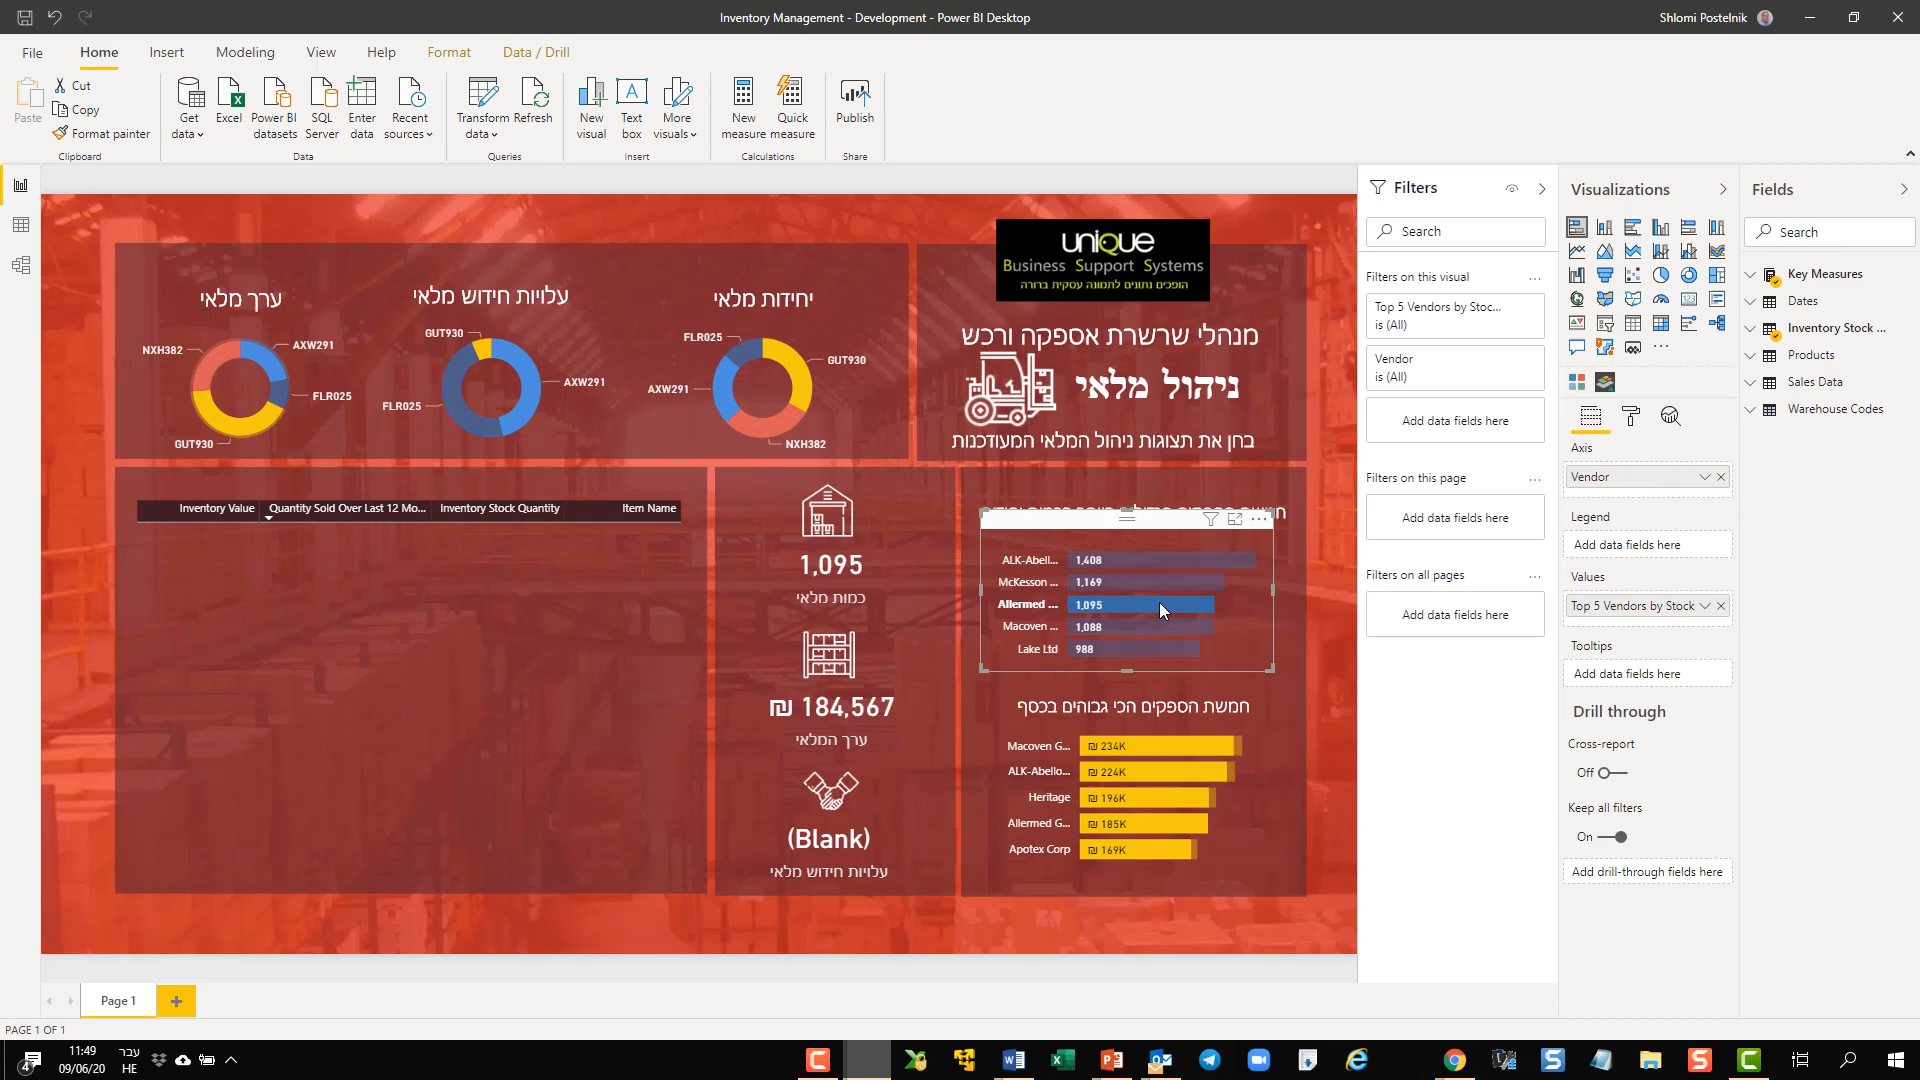 Inventory Management - Development - Power BI Desktop
Shlomi Postelnik
File Home Insert Modeling View Help Format Data / Drill
Paste
Cut
Copy
Format painter
Clipboard
Get data
Excel
Power BI datasets
SQL Server
Enter data
Recent sources
Data
Transform data
Refresh
Queries
New visual
Text box
More visuals
Insert
New measure
Quick measure
Calculations
Publish
Share
unique
Business Support Systems
הופכים נתונים לתמונה עסקית ברורה
מנהלי שרשרת אספקה ורכש
ניהול מלאי
בחן את תצוגות ניהול המלאי המעודכנות
יחידות מלאי
FLR025
GUT930
AXW291
NXH382
עלויות חידוש מלאי
GUT930
AXW291
FLR025
ערך מלאי
NXH382
AXW291
FLR025
GUT930
Inventory Value
Quantity Sold Over Last 12 Mo...
Inventory Stock Quantity
Item Name
1,095
כמות מלאי
₪ 184,567
ערך המלאי
(Blank)
עלויות חידוש מלאי
ALK-Abell... 1,408
McKesson ... 1,169
Allermed ... 1,095
Macoven ... 1,088
Lake Ltd 988
חמשת הספקים הכי גבוהים בכסף
Macoven G... ₪ 234K
ALK-Abello... ₪ 224K
Heritage ₪ 196K
Allermed G... ₪ 185K
Apotex Corp ₪ 169K
Filters
Search
Filters on this visual ...
Top 5 Vendors by Stoc...
is (All)
Vendor
is (All)
Add data fields here
Filters on this page ...
Add data fields here
Filters on all pages ...
Add data fields here
Visualizations
Axis
Vendor
Legend
Add data fields here
Values
Top 5 Vendors by Stock
Tooltips
Add data fields here
Drill through
Cross-report
Off
Keep all filters
On
Add drill-through fields here
Fields
Search
Key Measures
Dates
Inventory Stock ...
Products
Sales Data
Warehouse Codes
Page 1
PAGE 1 OF 1
4
11:49
09/06/20
עבר
HE